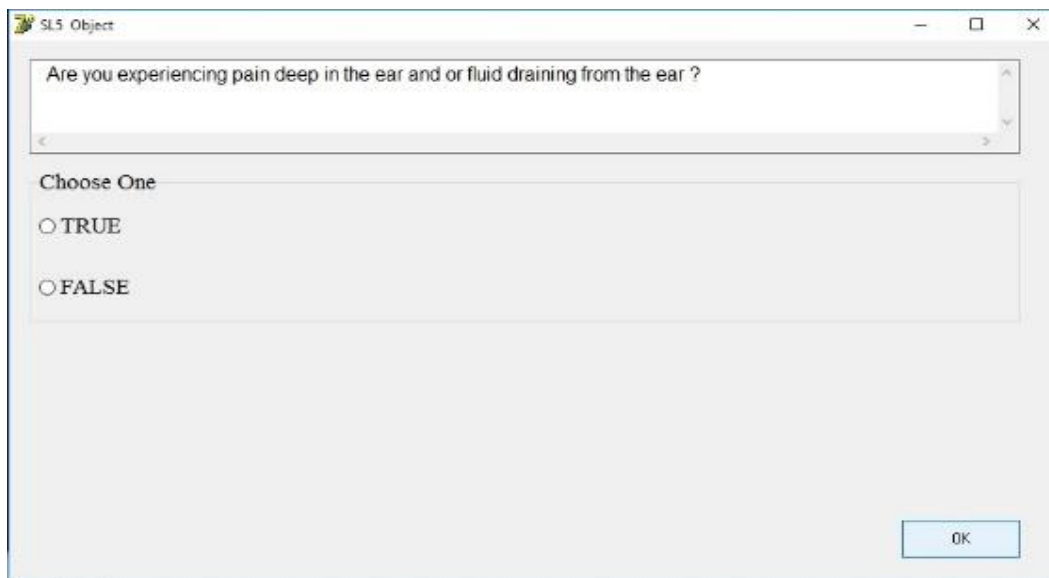 SL5 Object
Are you experiencing pain deep in the ear and or fluid draining from the ear ?
Choose One
TRUE
FALSE
OK